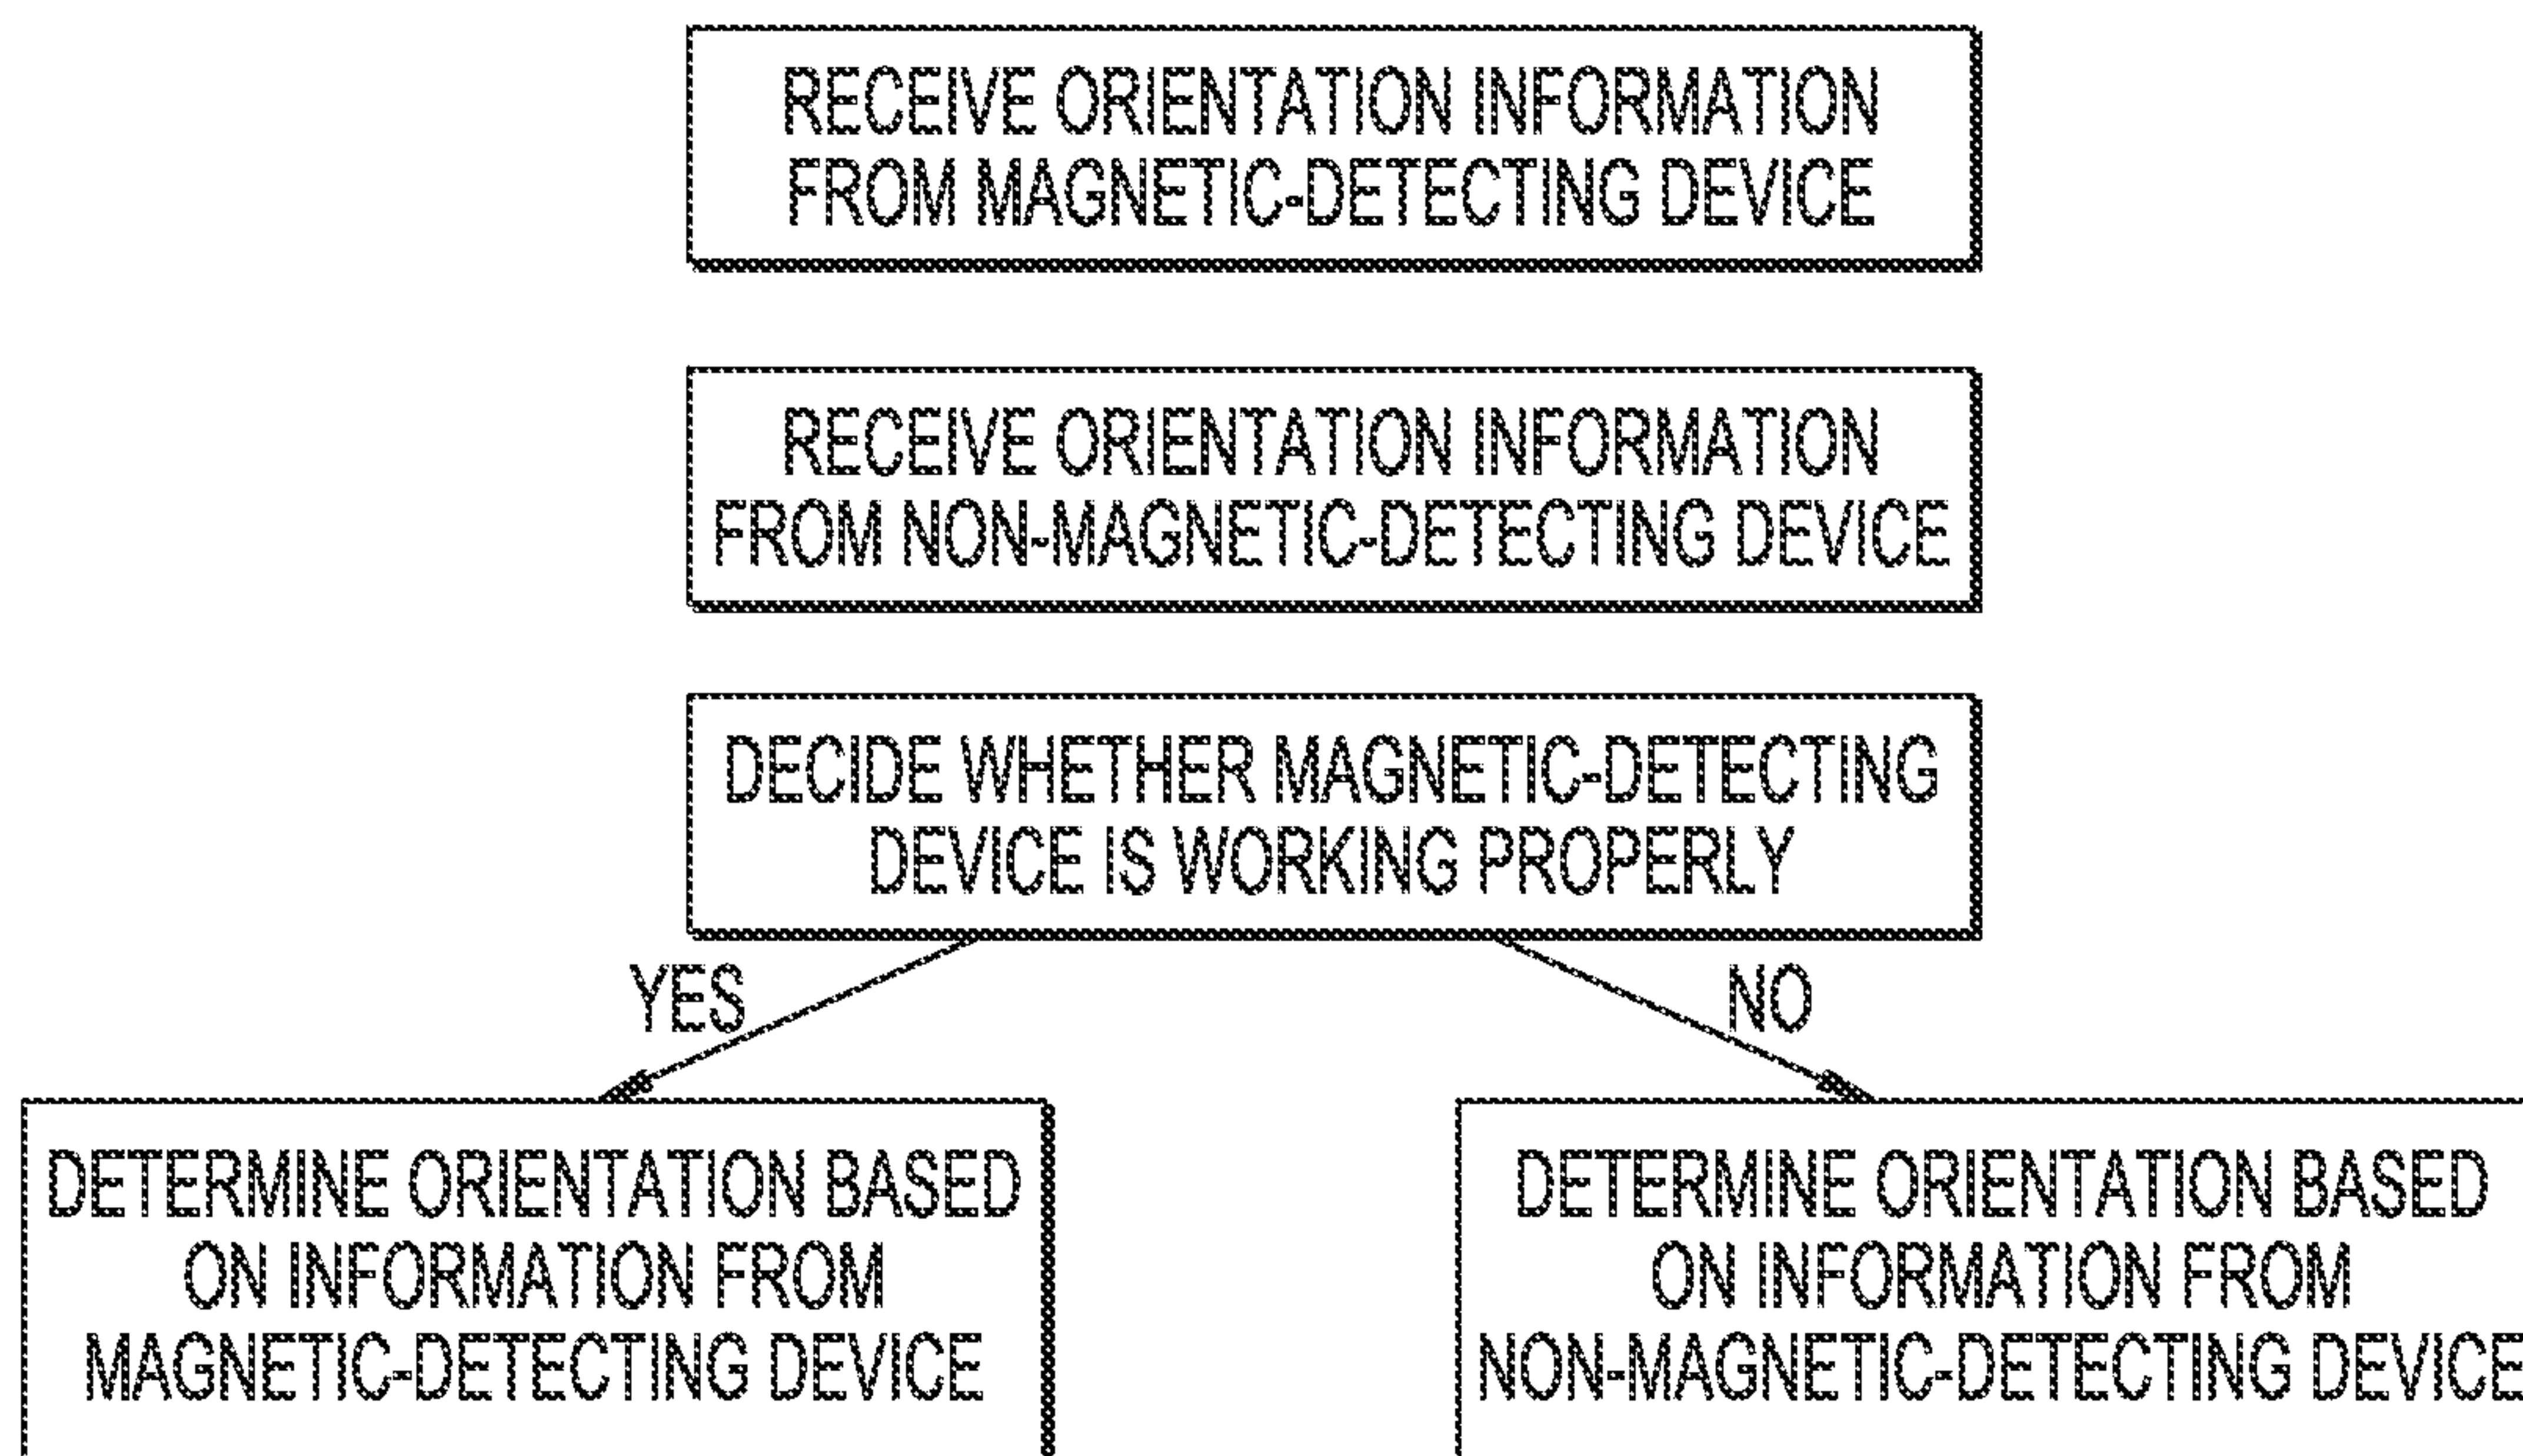 RECEIVE ORIENTATION INFORMATION
FROM MAGNETIC-DETECTING DEVICE
RECEIVE ORIENTATION INFORMATION
FROM NON-MAGNETIC-DETECTING DEVICE
DECIDE WHETHER MAGNETIC-DETECTING
DEVICE IS WORKING PROPERLY
YES
NO
DETERMINE ORIENTATION BASED
ON INFORMATION FROM
MAGNETIC-DETECTING DEVICE
DETERMINE ORIENTATION BASED
ON INFORMATION FROM
NON-MAGNETIC-DETECTING DEVICE